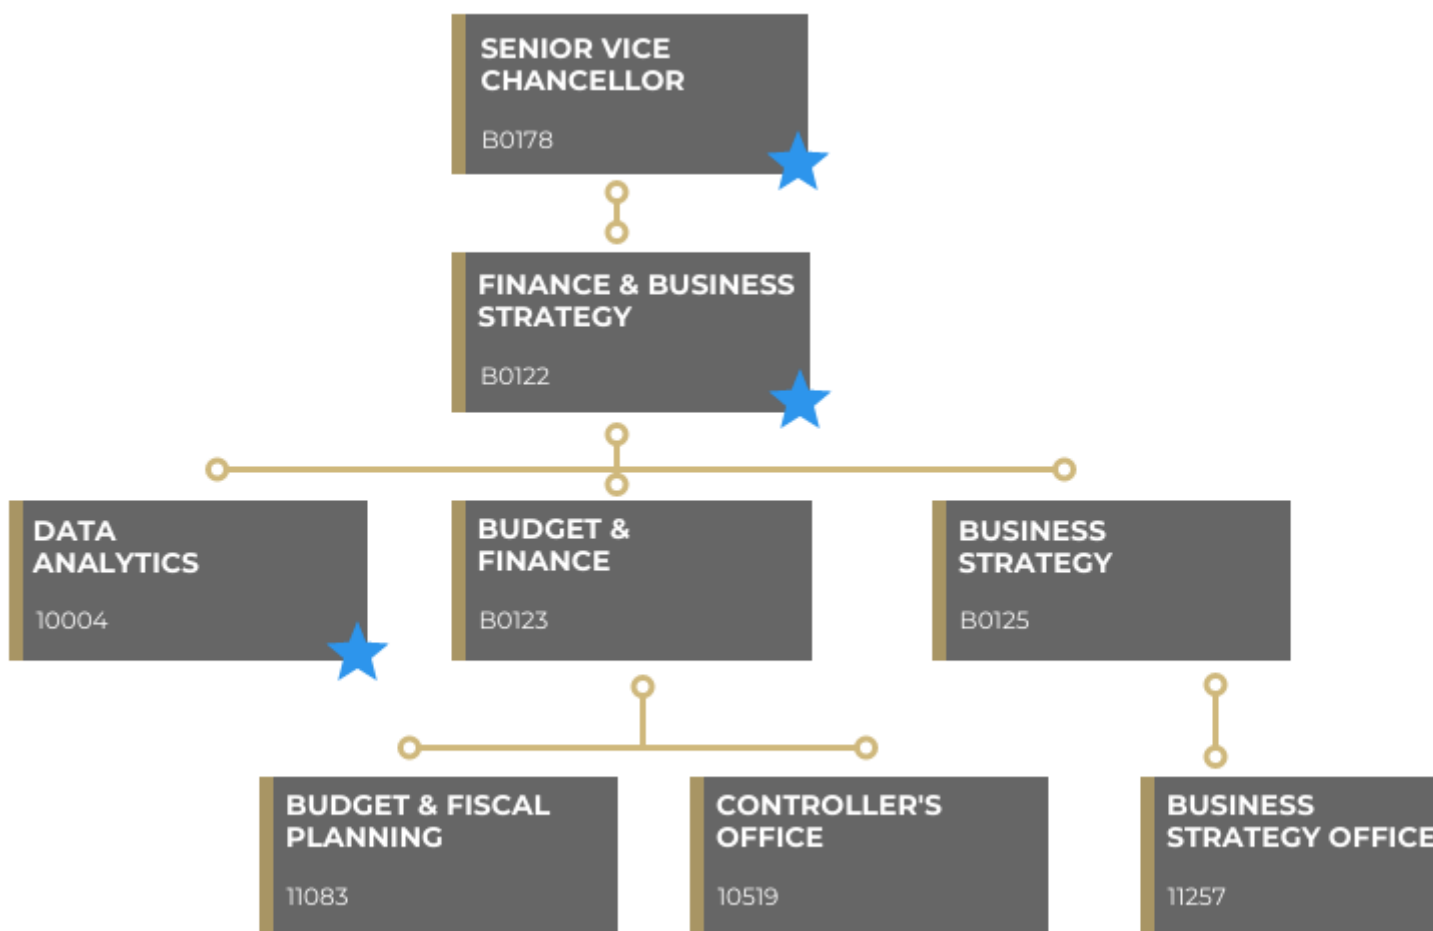 SENIOR VICE
CHANCELLOR
B0178
FINANCE & BUSINESS
STRATEGY
B0122
DATA
ANALYTICS
10004
BUDGET &
FINANCE
B0123
BUSINESS
STRATEGY
B0125
BUDGET & FISCAL
PLANNING
11083
CONTROLLER'S
OFFICE
10519
BUSINESS
STRATEGY OFFICE
11257